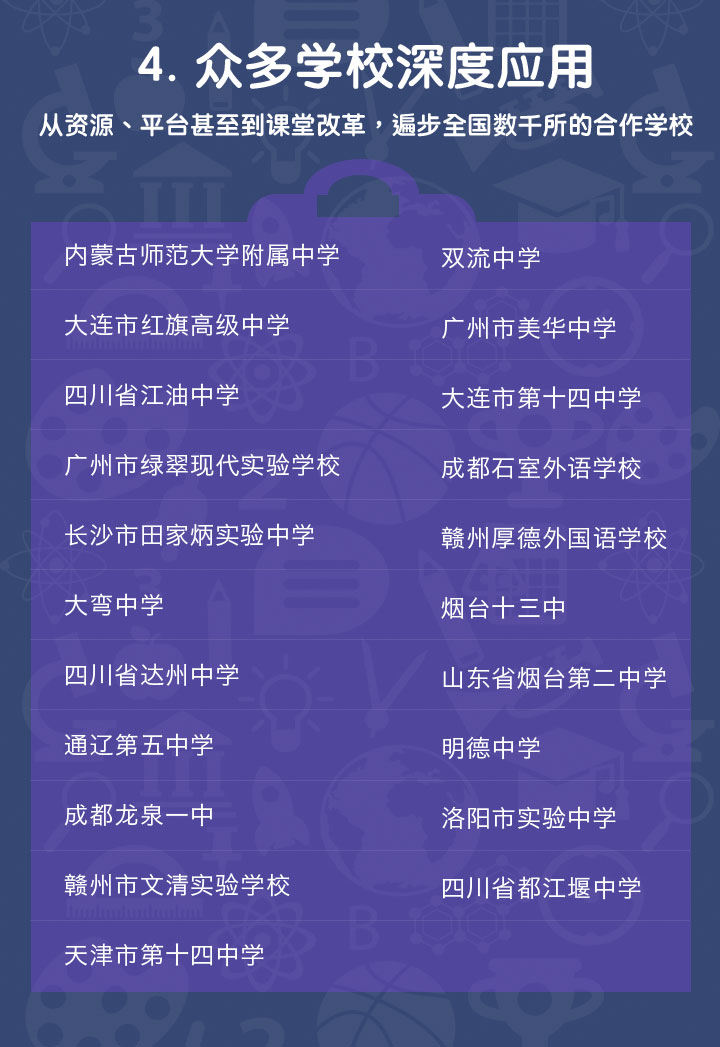 4. 众多学校深度应用
从资源、平台甚至到课堂改革，遍步全国数千所的合作学校
内蒙古师范大学附属中学
双流中学
大连市红旗高级中学
广州市美华中学
四川省江油中学
大连市第十四中学
广州市绿翠现代实验学校
成都石室外语学校
长沙市田家炳实验中学
赣州厚德外国语学校
大弯中学
烟台十三中
四川省达州中学
山东省烟台第二中学
通辽第五中学
明德中学
成都龙泉一中
洛阳市实验中学
赣州市文清实验学校
四川省都江堰中学
天津市第十四中学